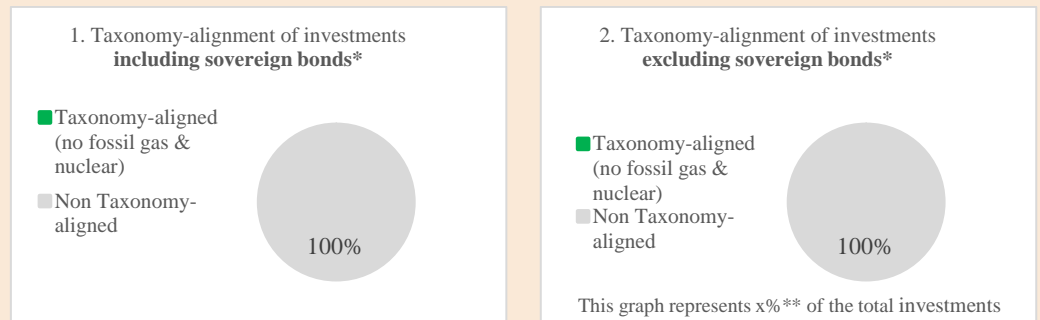 1. Taxonomy-alignment of investments
including sovereign bonds*
Taxonomy-aligned
(no fossil gas &
nuclear)
Non Taxonomy-
aligned
100%
2. Taxonomy-alignment of investments
excluding sovereign bonds*
Taxonomy-aligned
(no fossil gas &
nuclear)
Non Taxonomy-
aligned
100%
This graph represents x%** of the total investments